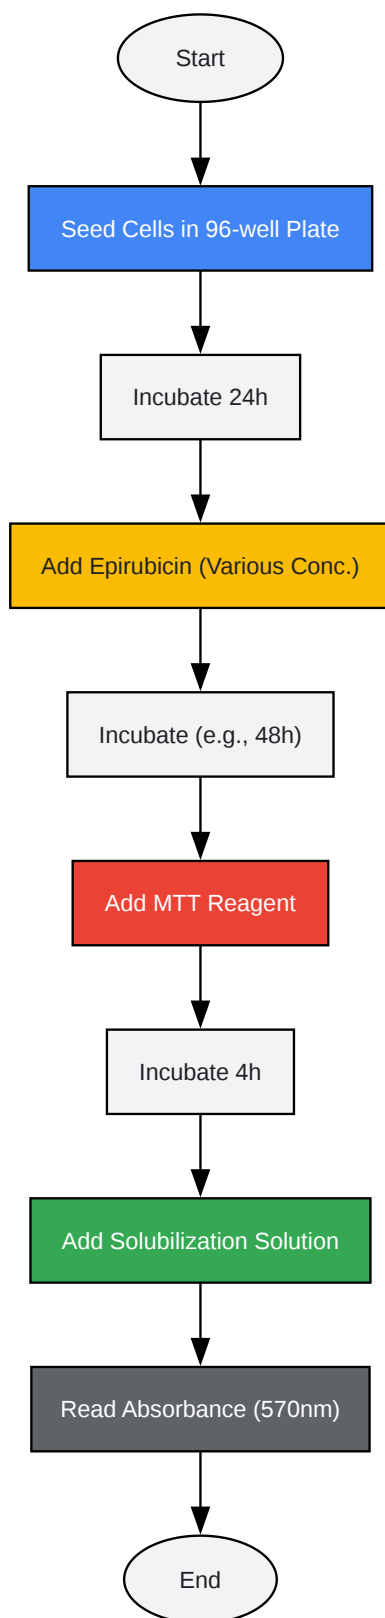 Start
Seed Cells in 96-well Plate
Incubate 24h
Add Epirubicin (Various Conc.)
Incubate (e.g., 48h)
Add MTT Reagent
Incubate 4h
Add Solubilization Solution
Read Absorbance (570nm)
End